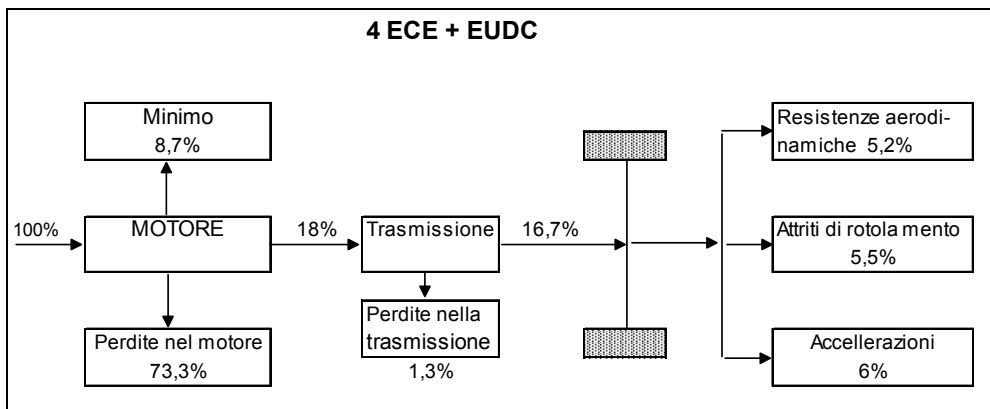 4 ECE + EUDC
Minimo
8,7%
100%
MOTORE
18%
Trasmissione
16,7%
Perdite nel motore
73,3%
Perdite nella
trasmissione
1,3%
Resistenze aerodi-
namiche 5,2%
Attriti di rotola mento
5,5%
Accellerazioni
6%